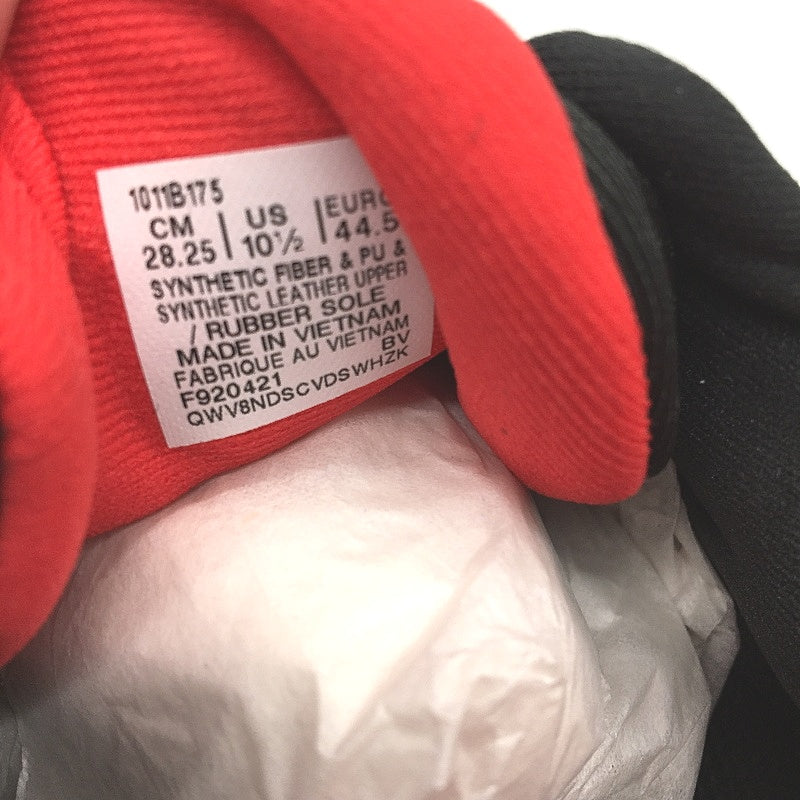 1011B175
CM | US | EUR
28.25 | 10½ | 44.5
SYNTHETIC FIBER & PU &
SYNTHETIC LEATHER UPPER
/ RUBBER SOLE
MADE IN VIETNAM
FABRIQUE AU VIETNAM
BV
F920421
QWV8NDSCVDSWHZK